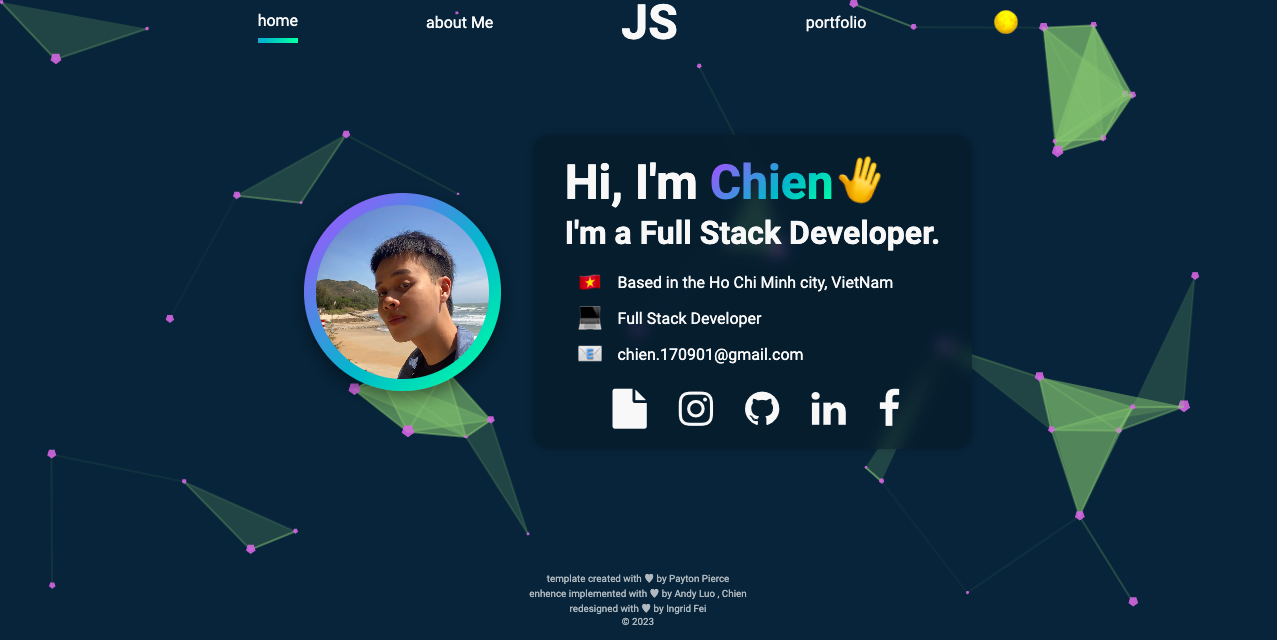 home
about Me
JS
portfolio
Hi, I'm Chien
I'm a Full Stack Developer.
Based in the Ho Chi Minh city, VietNam
Full Stack Developer
chien.170901@gmail.com
in
f
template created with ♥ by Payton Pierce
enhence implemented with ♥ by Andy Luo , Chien
redesigned with ♥ by Ingrid Fei
© 2023